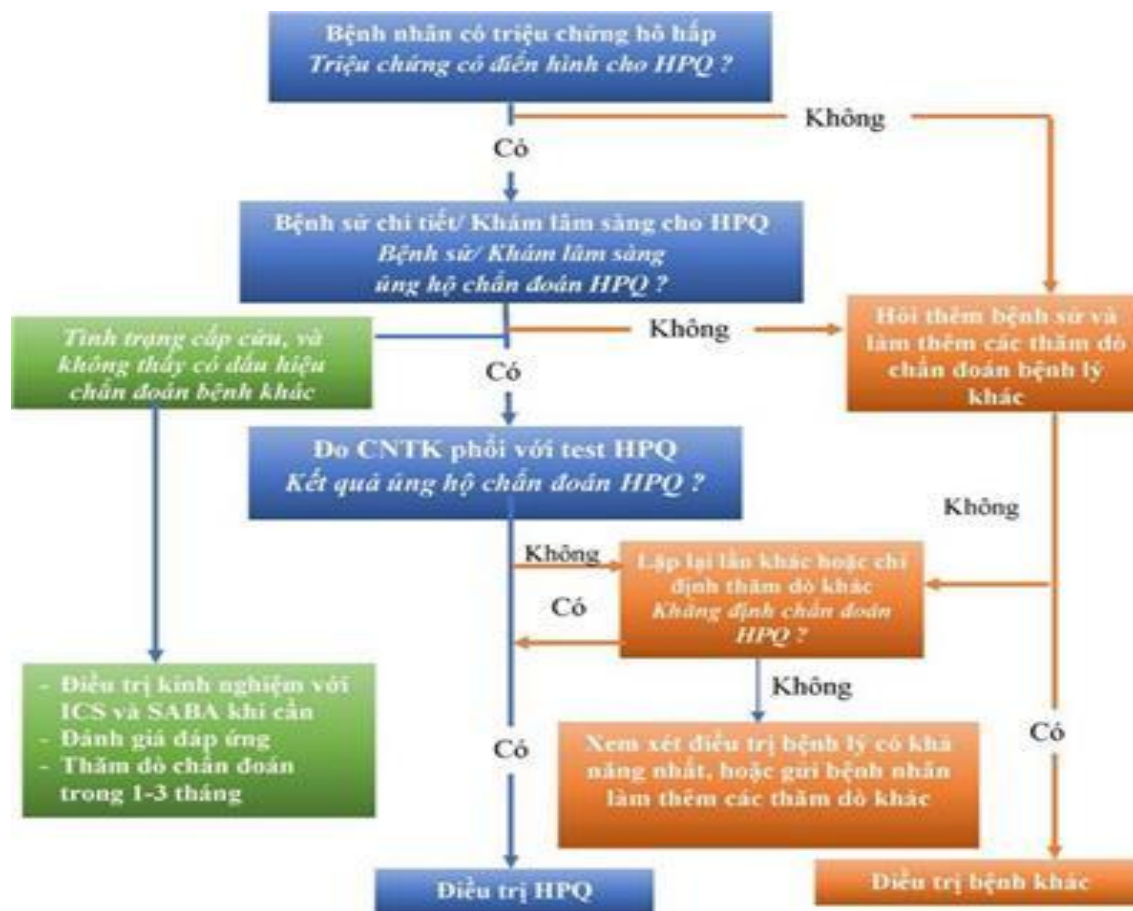 Bệnh nhân có triệu chứng hô hấp
Triệu chứng có điển hình cho HPQ ?
Không
Có
Bệnh sử chi tiết/ Khám lâm sàng cho HPQ
Bệnh sử/ Khám lâm sàng
ủng hộ chẩn đoán HPQ ?
Tình trạng cấp cứu, và
không thấy có dấu hiệu
chẩn đoán bệnh khác
Không
Có
Hỏi thêm bệnh sử và
làm thêm các thăm dò
chẩn đoán bệnh lý
khác
Đo CNTK phổi với test HPQ
Kết quả ủng hộ chẩn đoán HPQ ?
Không
Không
Có
Lặp lại lần khác hoặc chỉ
định thăm dò khác
Khẳng định chẩn đoán
HPQ ?
Không
- Điều trị kinh nghiệm với
ICS và SABA khi cần
- Đánh giá đáp ứng
- Thăm dò chẩn đoán
trong 1-3 tháng
Có
Xem xét điều trị bệnh lý có khả
năng nhất, hoặc gửi bệnh nhân
làm thêm các thăm dò khác
Có
Điều trị HPQ
Điều trị bệnh khác